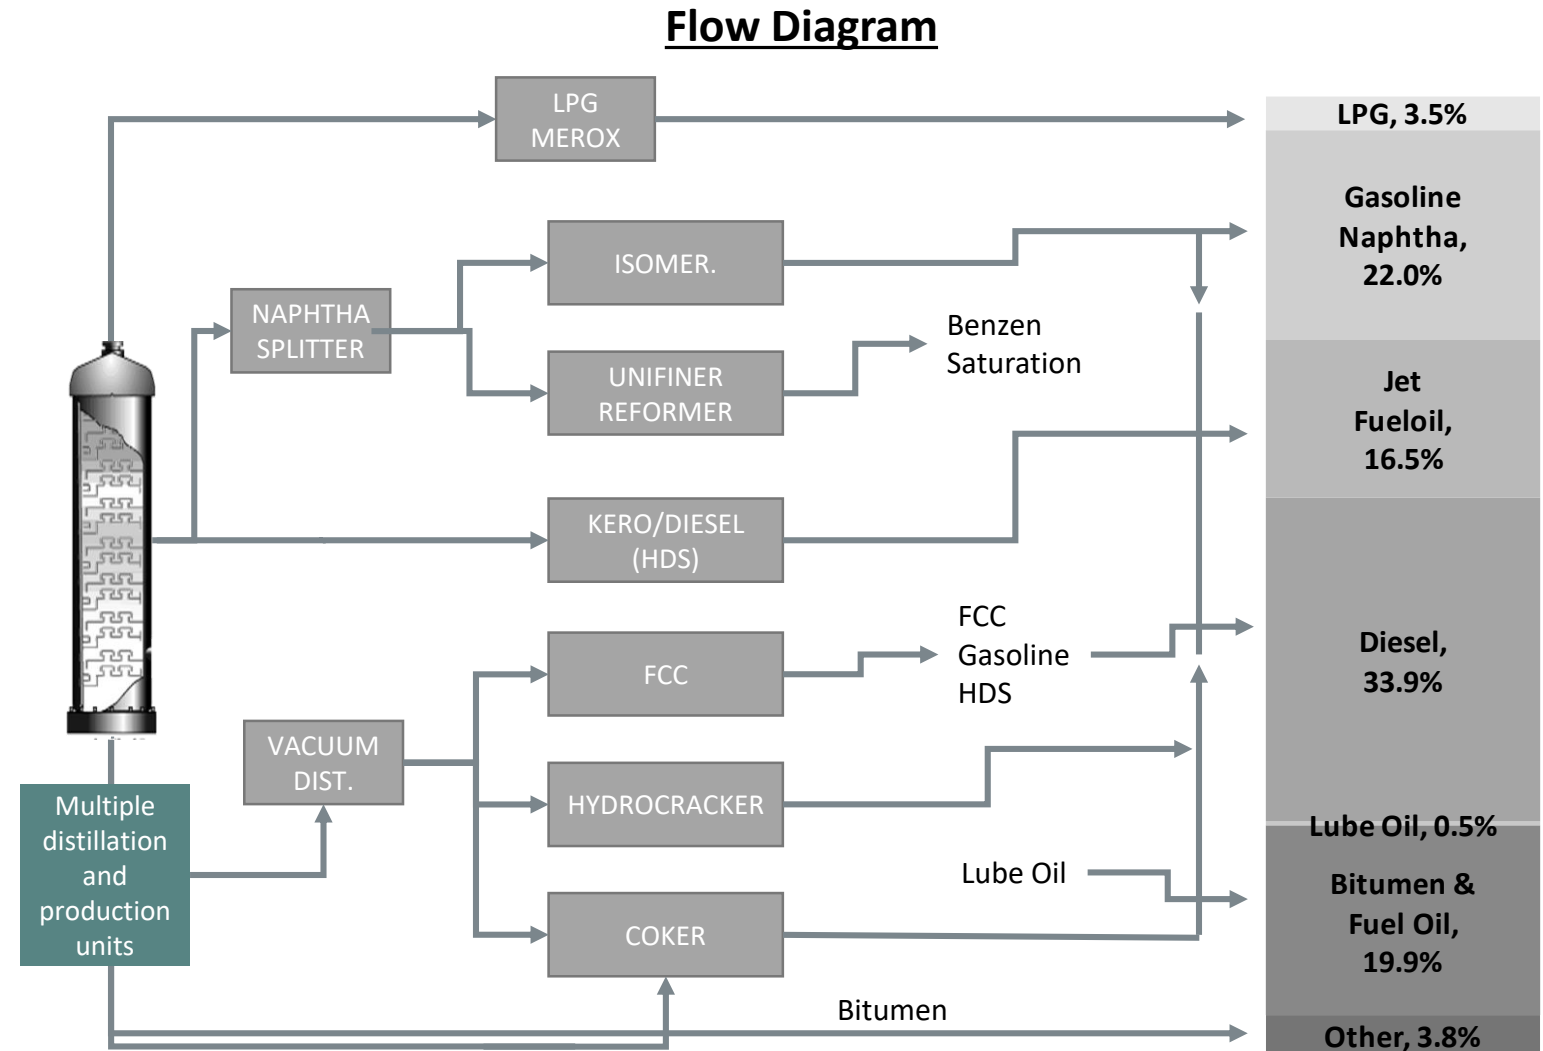 Flow Diagram
LPG
MEROX
LPG, 3.5%
Gasoline
Naphtha,
22.0%
ISOMER.
NAPHTHA
SPLITTER
Benzen
Saturation
UNIFINER
REFORMER
Jet
Fueloil,
16.5%
KERO/DIESEL
(HDS)
FCC
Gasoline
HDS
FCC
Diesel,
33.9%
VACUUM
DIST.
HYDROCRACKER
Multiple
distillation
and
production
units
Lube Oil, 0.5%
Lube Oil
Bitumen &
Fuel Oil,
19.9%
COKER
Bitumen
Other, 3.8%